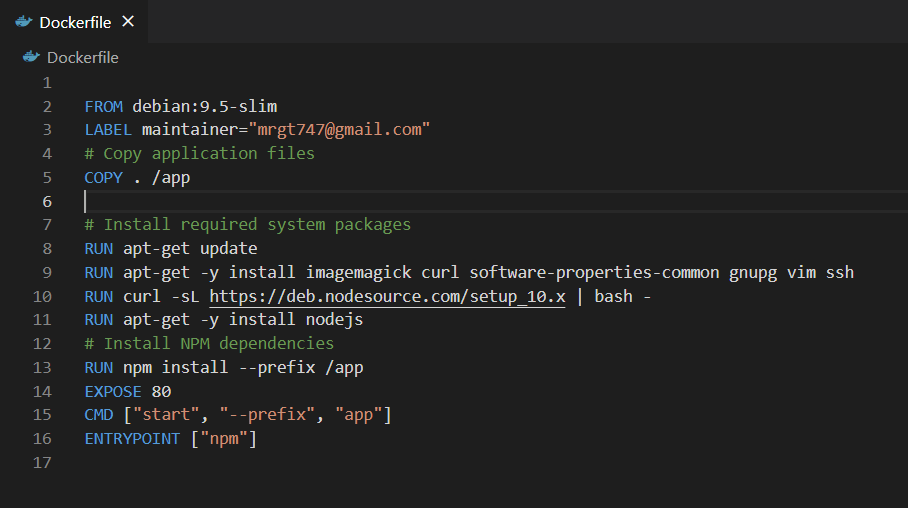 Dockerfile ×
Dockerfile
1
2 FROM debian:9.5-slim
3 LABEL maintainer="mrgt747@gmail.com"
4 # Copy application files
5 COPY . /app
6
7 # Install required system packages
8 RUN apt-get update
9 RUN apt-get -y install imagemagick curl software-properties-common gnupg vim ssh
10 RUN curl -sL https://deb.nodesource.com/setup_10.x | bash -
11 RUN apt-get -y install nodejs
12 # Install NPM dependencies
13 RUN npm install --prefix /app
14 EXPOSE 80
15 CMD ["start", "--prefix", "app"]
16 ENTRYPOINT ["npm"]
17